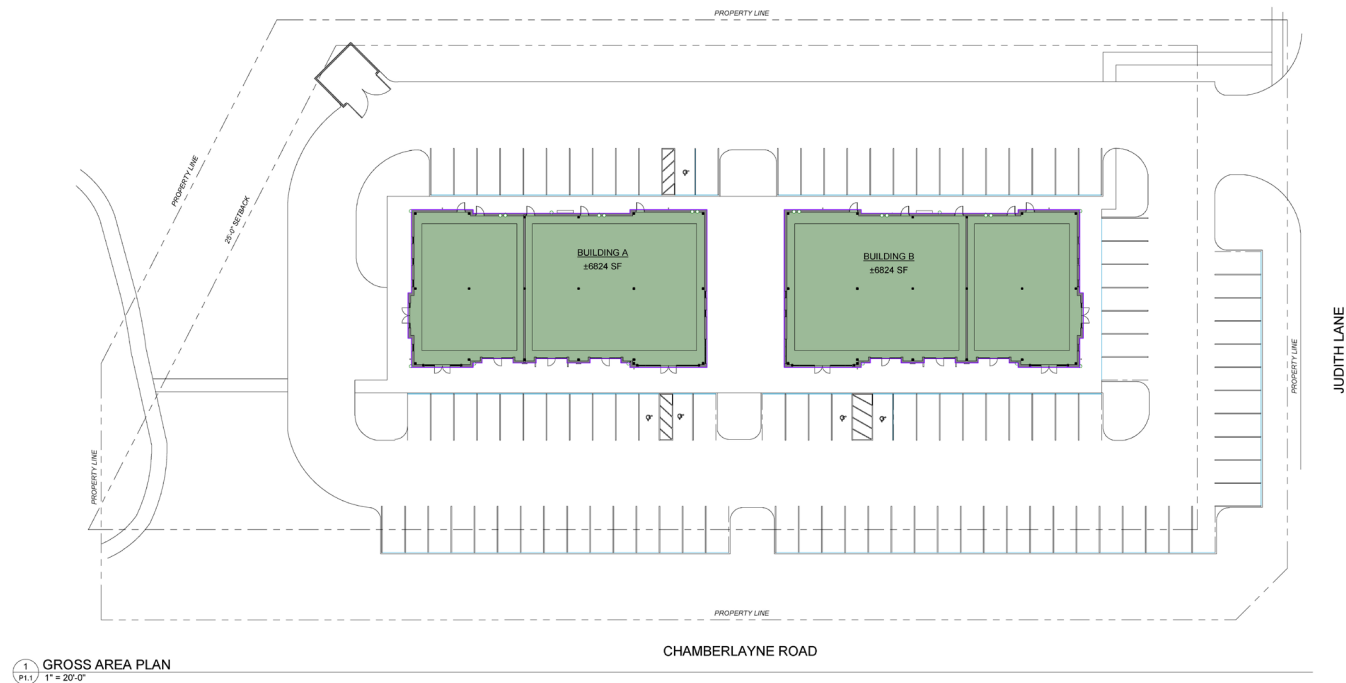 PROPERTY LINE
PROPERTY LINE
25'-0" SETBACK
BUILDING A
±6824 SF
BUILDING B
±6824 SF
JUDITH LANE
PROPERTY LINE
PROPERTY LINE
PROPERTY LINE
CHAMBERLAYNE ROAD
1
P1.1
GROSS AREA PLAN
1" = 20'-0"